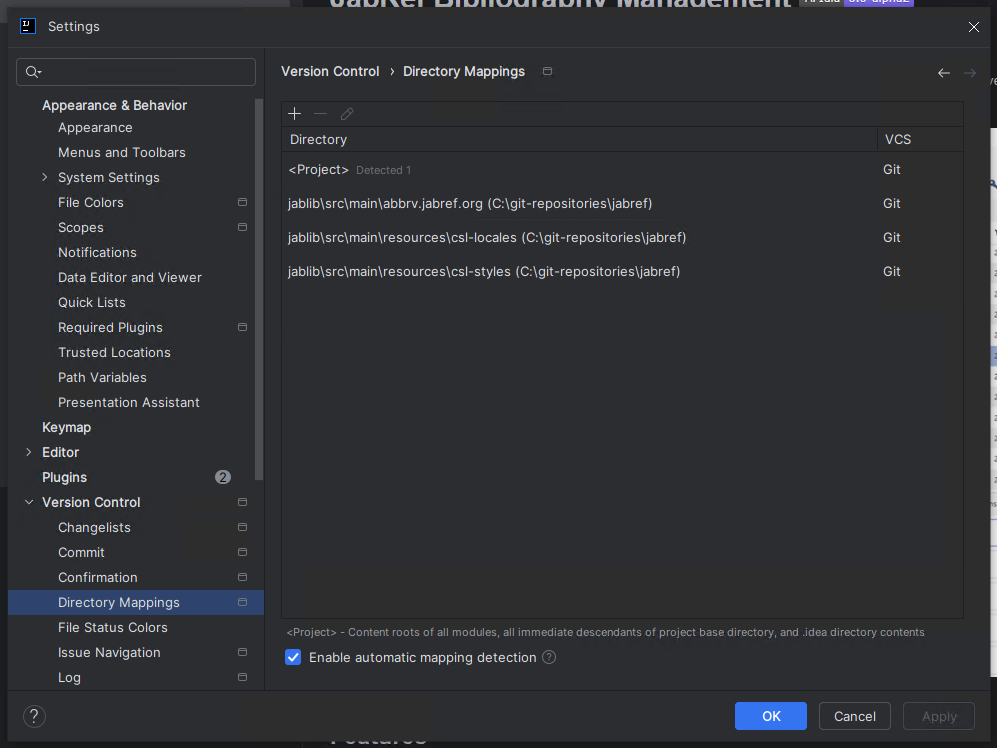 JabRef Bibliography Management
Settings
Version Control › Directory Mappings
Appearance & Behavior
Appearance
Menus and Toolbars
System Settings
File Colors
Scopes
Notifications
Data Editor and Viewer
Quick Lists
Required Plugins
Trusted Locations
Path Variables
Presentation Assistant
Keymap
Editor
Plugins 2
Version Control
Changelists
Commit
Confirmation
Directory Mappings
File Status Colors
Issue Navigation
Log
Directory VCS
<Project> Detected 1 Git
jablib\src\main\abbrv.jabref.org (C:\git-repositories\jabref) Git
jablib\src\main\resources\csl-locales (C:\git-repositories\jabref) Git
jablib\src\main\resources\csl-styles (C:\git-repositories\jabref) Git
<Project> - Content roots of all modules, all immediate descendants of project base directory, and .idea directory contents
Enable automatic mapping detection ?
? OK Cancel Apply
Features